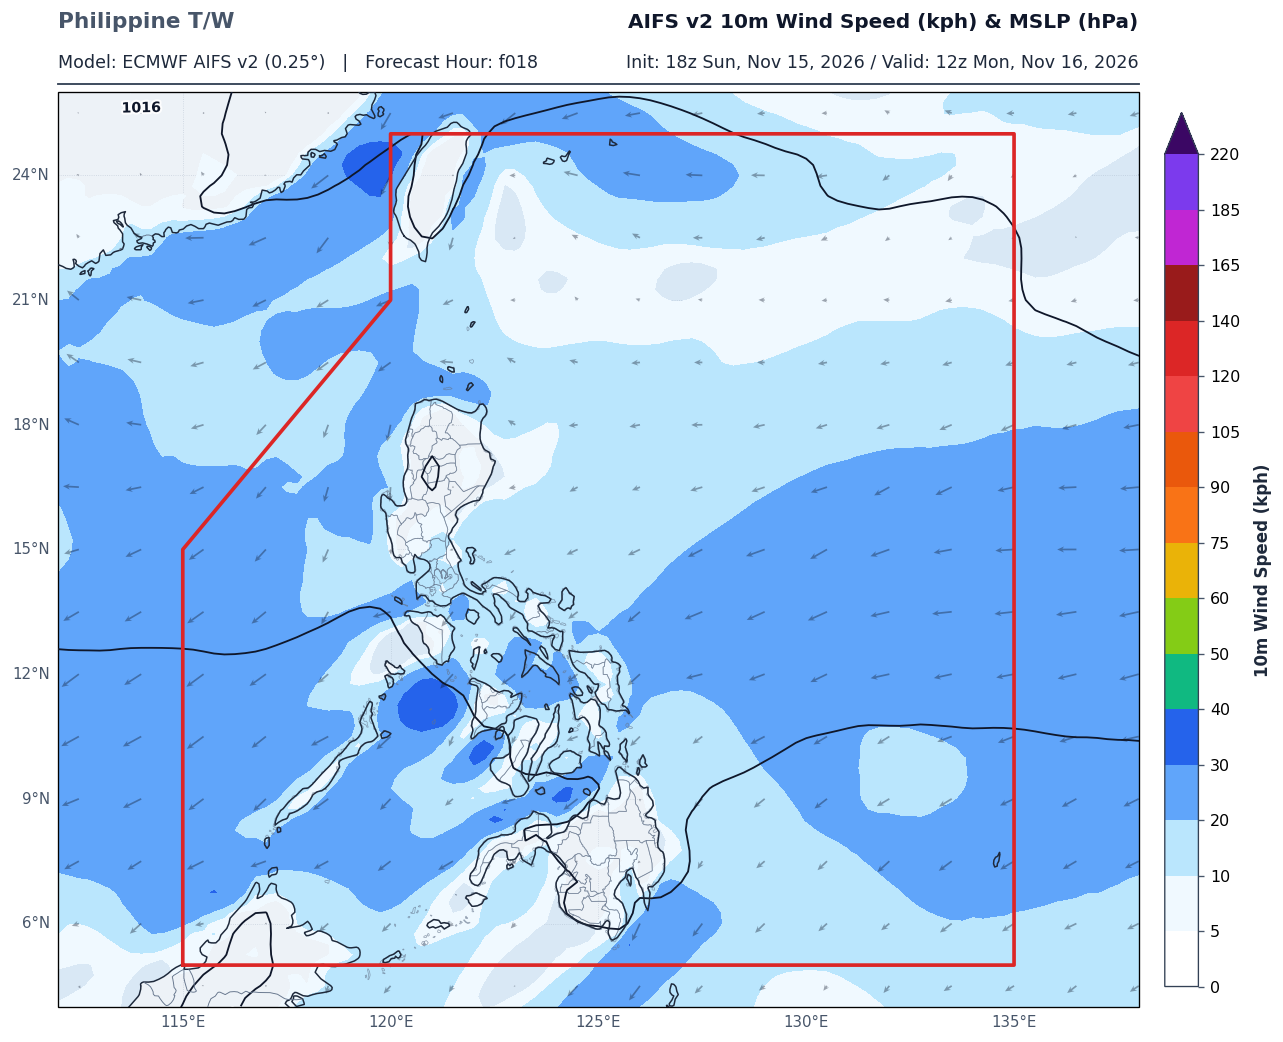 Philippine T/W
AIFS v2 10m Wind Speed (kph) & MSLP (hPa)
Model: ECMWF AIFS v2 (0.25°) | Forecast Hour: f018
Init: 18z Sun, Nov 15, 2026 / Valid: 12z Mon, Nov 16, 2026
1016
24°N
21°N
18°N
15°N
12°N
9°N
6°N
115°E
120°E
125°E
130°E
135°E
220
185
165
140
120
105
90
75
60
50
40
30
20
10
5
0
10m Wind Speed (kph)